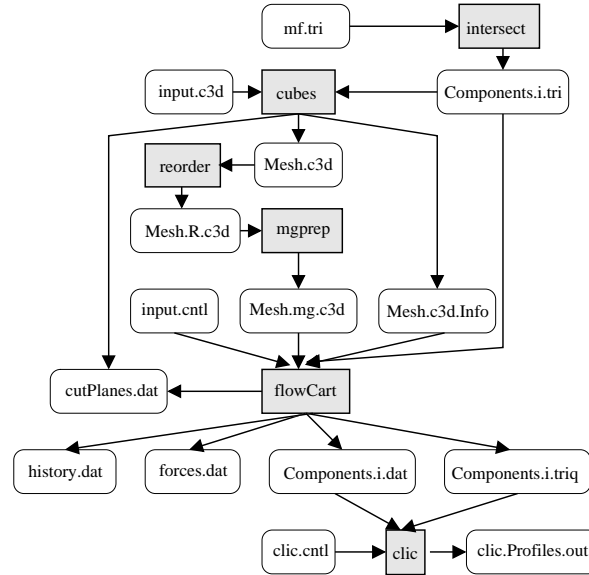 mf.tri
intersect
input.c3d
cubes
Components.i.tri
reorder
Mesh.c3d
Mesh.R.c3d
mgprep
input.cntl
Mesh.mg.c3d
Mesh.c3d.Info
cutPlanes.dat
flowCart
history.dat
forces.dat
Components.i.dat
Components.i.triq
clic.cntl
clic
clic.Profiles.out